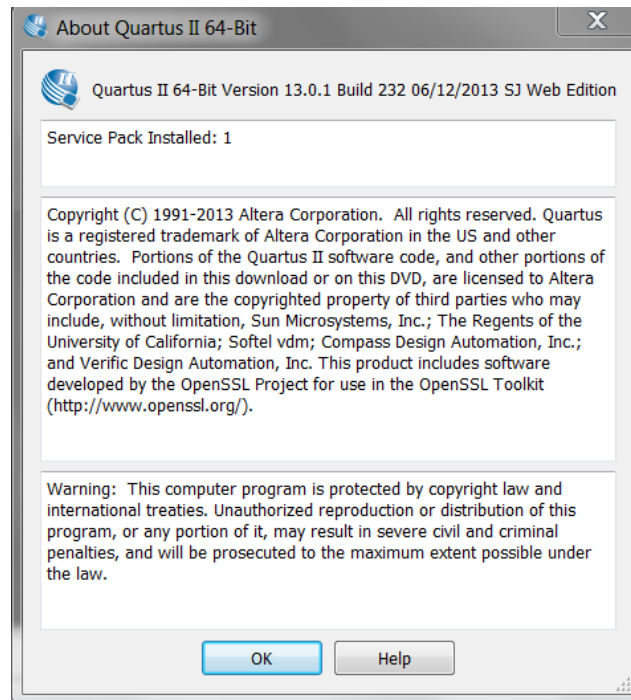 About Quartus II 64-Bit
Quartus II 64-Bit Version 13.0.1 Build 232 06/12/2013 SJ Web Edition
Service Pack Installed: 1
Copyright (C) 1991-2013 Altera Corporation.  All rights reserved. Quartus
is a registered trademark of Altera Corporation in the US and other
countries.  Portions of the Quartus II software code, and other portions of
the code included in this download or on this DVD, are licensed to Altera
Corporation and are the copyrighted property of third parties who may
include, without limitation, Sun Microsystems, Inc.; The Regents of the
University of California; Softel vdm; Compass Design Automation, Inc.;
and Verific Design Automation, Inc. This product includes software
developed by the OpenSSL Project for use in the OpenSSL Toolkit
(http://www.openssl.org/).
Warning:  This computer program is protected by copyright law and
international treaties. Unauthorized reproduction or distribution of this
program, or any portion of it, may result in severe civil and criminal
penalties, and will be prosecuted to the maximum extent possible under
the law.
OK
Help